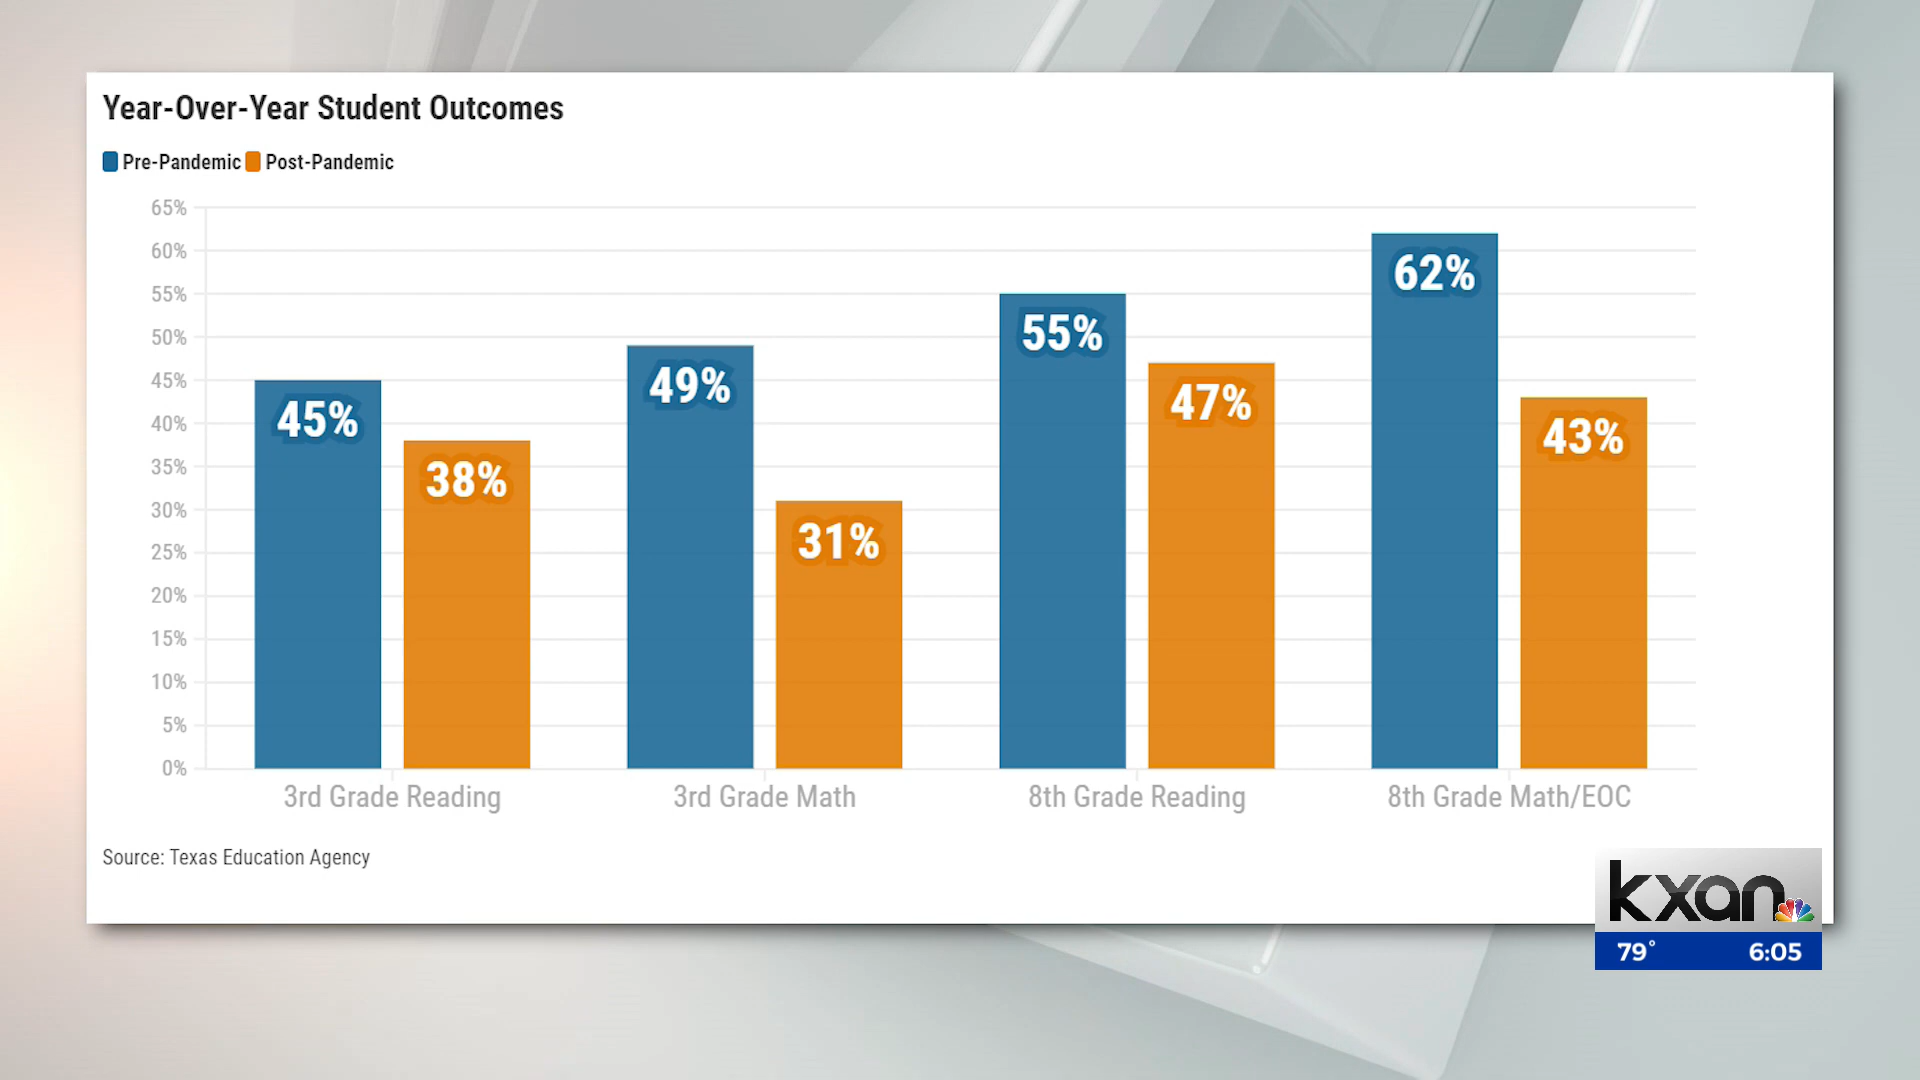 Year-Over-Year Student Outcomes
Pre-Pandemic Post-Pandemic
65%
60%
55%
50%
45%
40%
35%
30%
25%
20%
15%
10%
5%
0%
45% 38% 49% 31% 55% 47% 62% 43%
3rd Grade Reading 3rd Grade Math 8th Grade Reading 8th Grade Math/EOC
Source: Texas Education Agency
kxan
79° 6:05